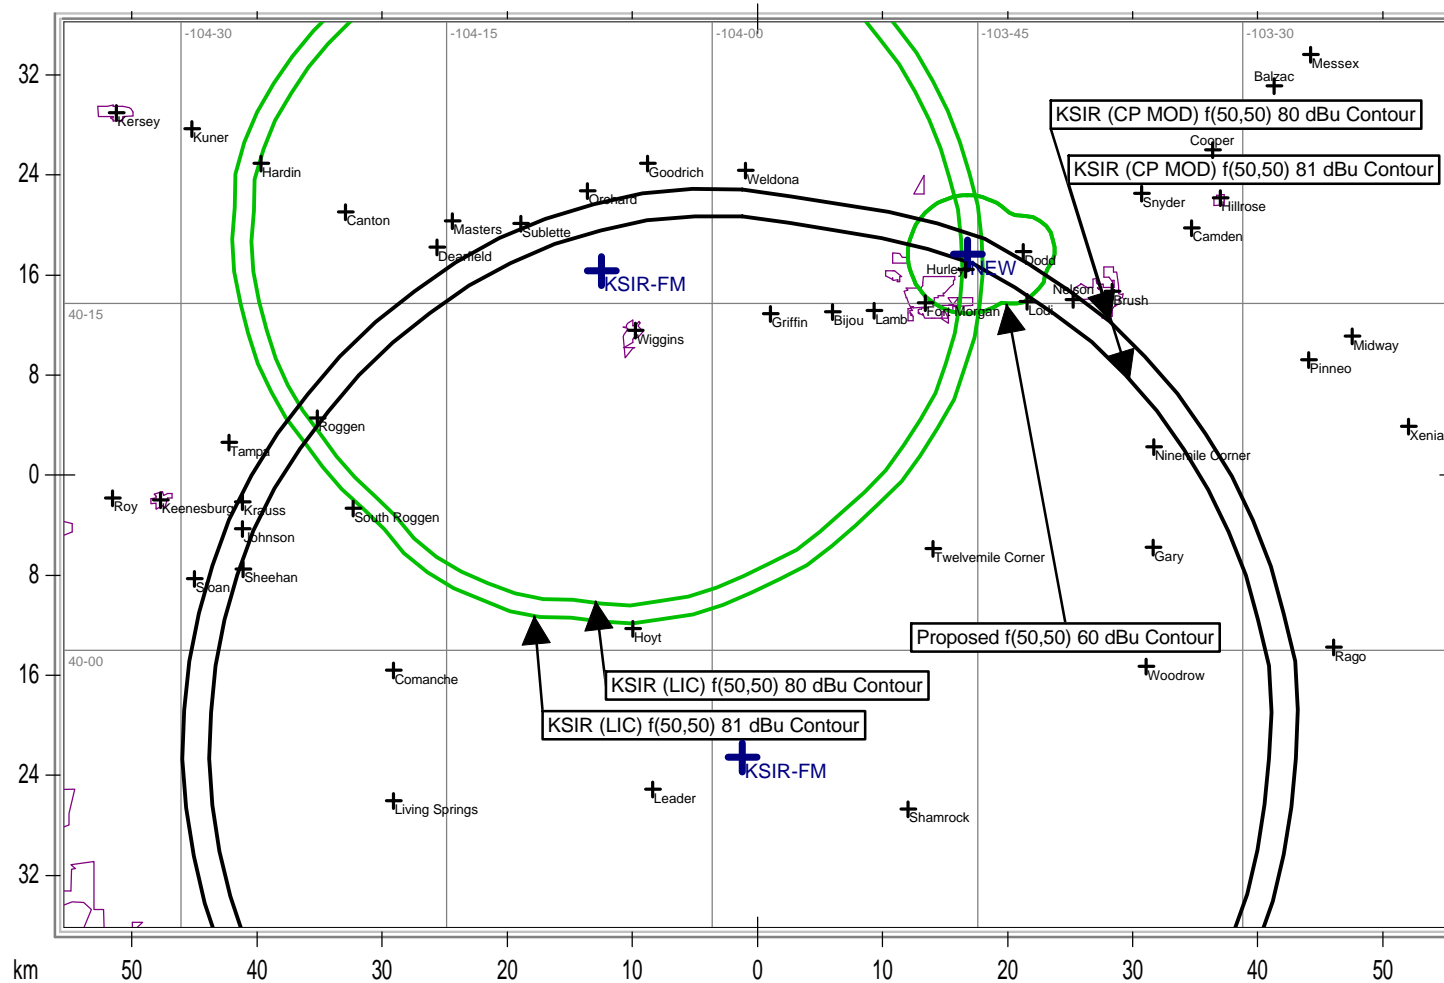 -104-30
-104-15
-104-00
-103-45
-103-30
Messex
Balzac
32
KSIR (CP MOD) f(50,50) 80 dBu Contour
Kersey
Kuner
Cooper
24
Hardin
Goodrich
Weldona
KSIR (CP MOD) f(50,50) 81 dBu Contour
Orchard
Snyder
Hillrose
Canton
Masters
Sublette
Camden
Deanfield
Dodd
16
KSIR-FM
Hurley
NEW
Nelson
Brush
40-15
Griffin
Bijou
Lamb
Fort Morgan
Lodi
Wiggins
Midway
8
Pinneo
Roggen
Tampa
Xenia
0
Ninemile Corner
Roy
Keenesburg
Krauss
South Roggen
Johnson
Twelvemile Corner
Gary
8
Sloan
Sheehan
Hoyt
Proposed f(50,50) 60 dBu Contour
40-00
Rago
16
Comanche
Woodrow
KSIR (LIC) f(50,50) 80 dBu Contour
KSIR (LIC) f(50,50) 81 dBu Contour
24
KSIR-FM
Living Springs
Leader
Shamrock
32
km
50
40
30
20
10
0
10
20
30
40
50